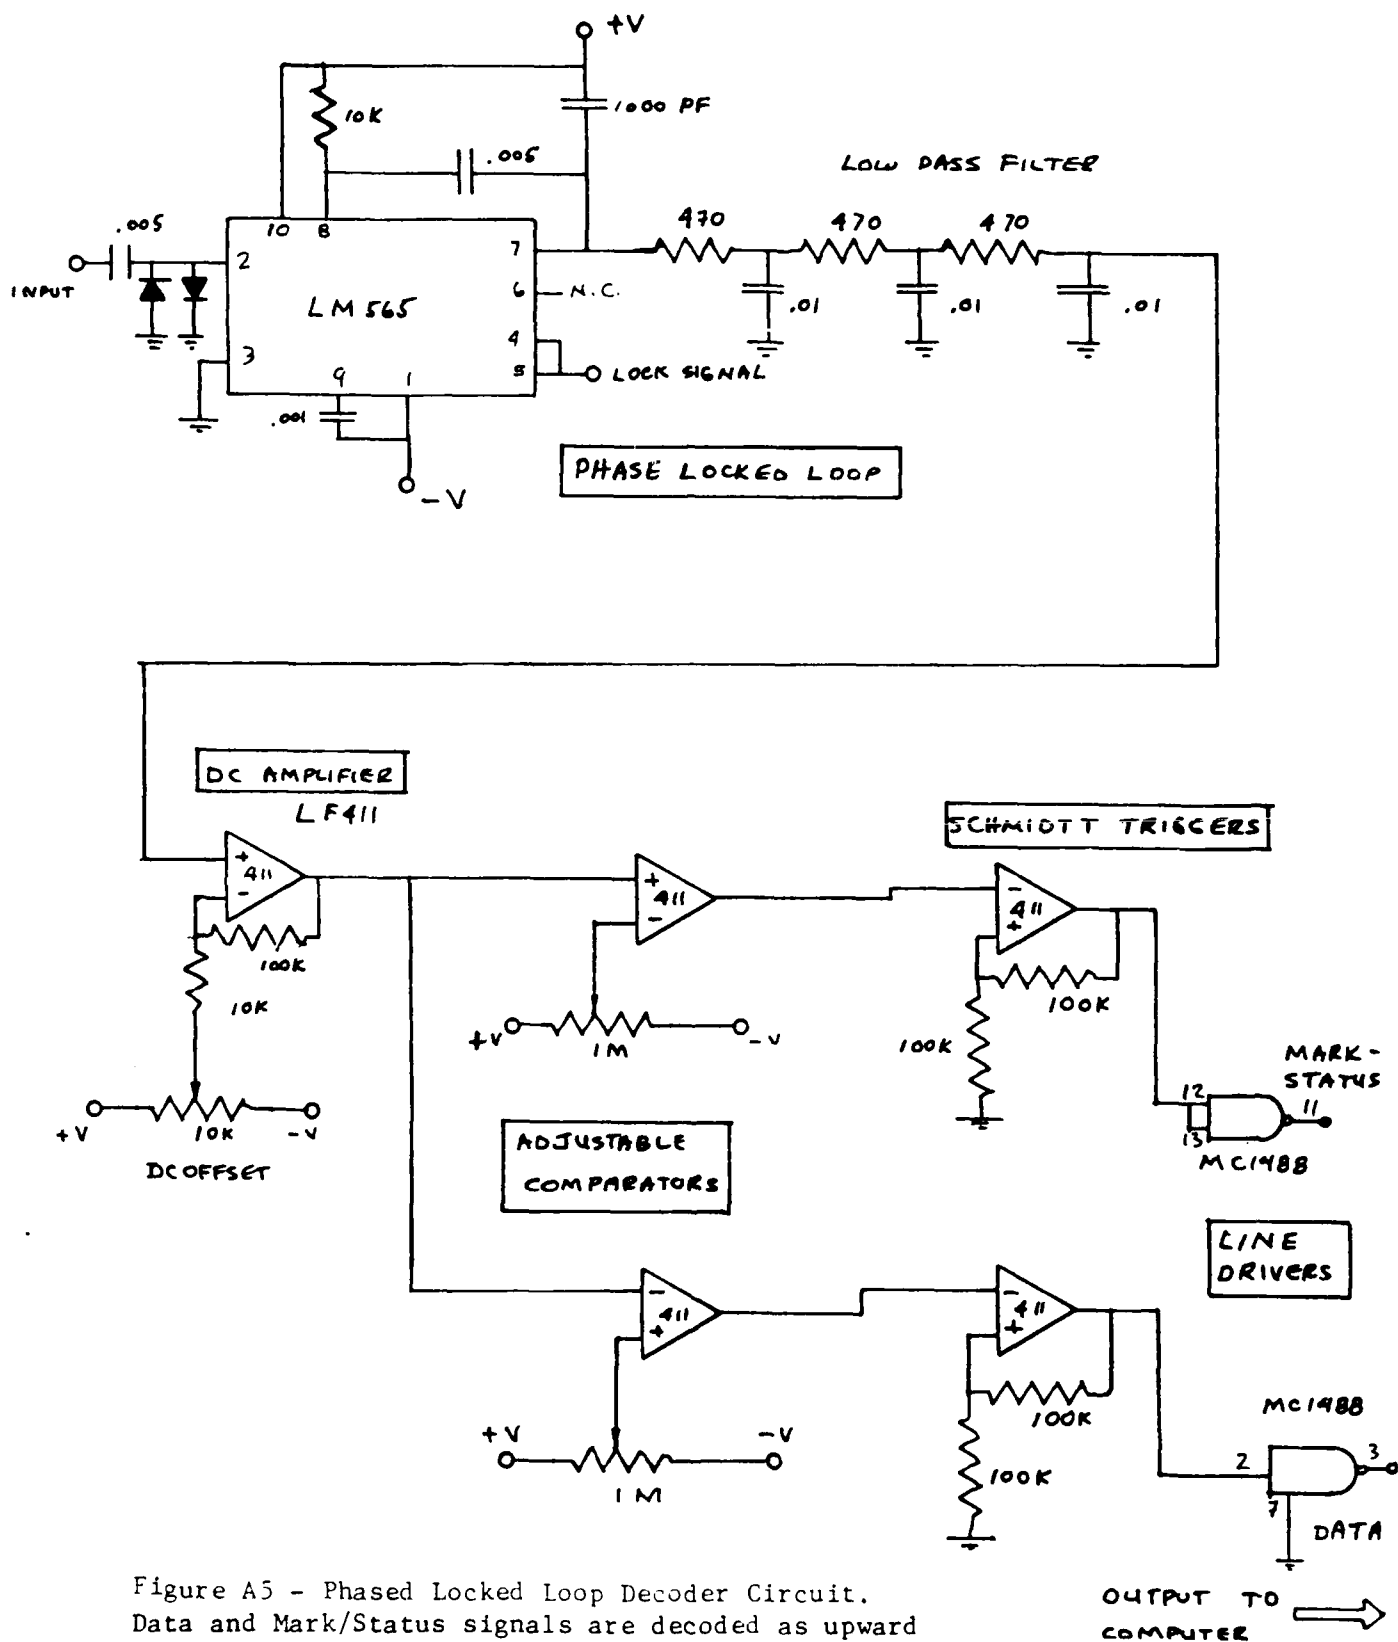 +V
1000 PF
10K
.005
LOW PASS FILTER
470
470
470
.005
10
8
INPUT
2
7
6
N.C.
LM565
.01
.01
.01
4
3
5
LOCK SIGNAL
9
1
.001
-V
PHASE LOCKED LOOP
DC AMPLIFIER
LF411
SCHMIDTT TRIGGERS
+
411
-
+
411
-
-
411
+
100K
10K
100K
+V
1M
-V
100K
MARK-
STATUS
12
11
13
MC1488
+V
10K
-V
DC OFFSET
ADJUSTABLE
COMPARATORS
LINE
DRIVERS
-
411
+
-
411
+
100K
MC1488
+V
-V
1M
100K
2
3
7
DATA
Figure A5 - Phased Locked Loop Decoder Circuit.
Data and Mark/Status signals are decoded as upward
OUTPUT TO
COMPUTER